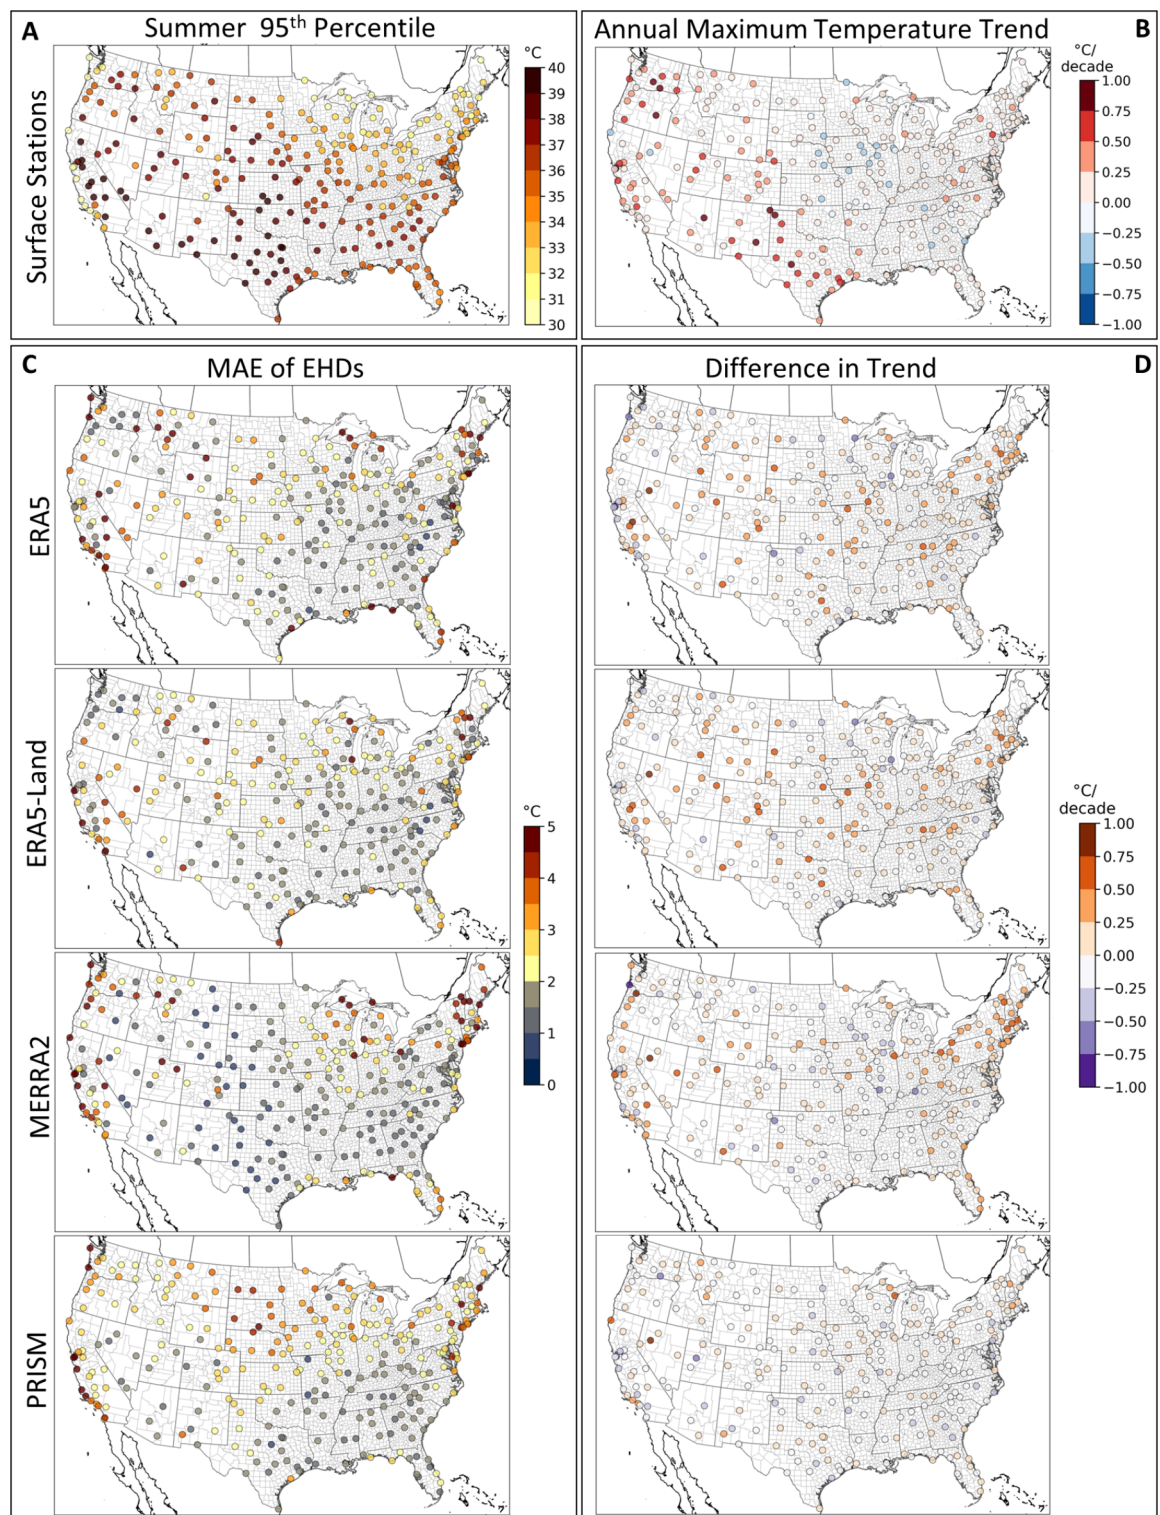 A
Summer 95th Percentile
Surface Stations
°C
40
39
38
37
36
35
34
33
32
31
30
Annual Maximum Temperature Trend
B
°C/
decade
1.00
0.75
0.50
0.25
0.00
−0.25
−0.50
−0.75
−1.00
C
MAE of EHDs
ERA5
ERA5-Land
MERRA2
PRISM
°C
5
4
3
2
1
0
Difference in Trend
D
°C/
decade
1.00
0.75
0.50
0.25
0.00
−0.25
−0.50
−0.75
−1.00